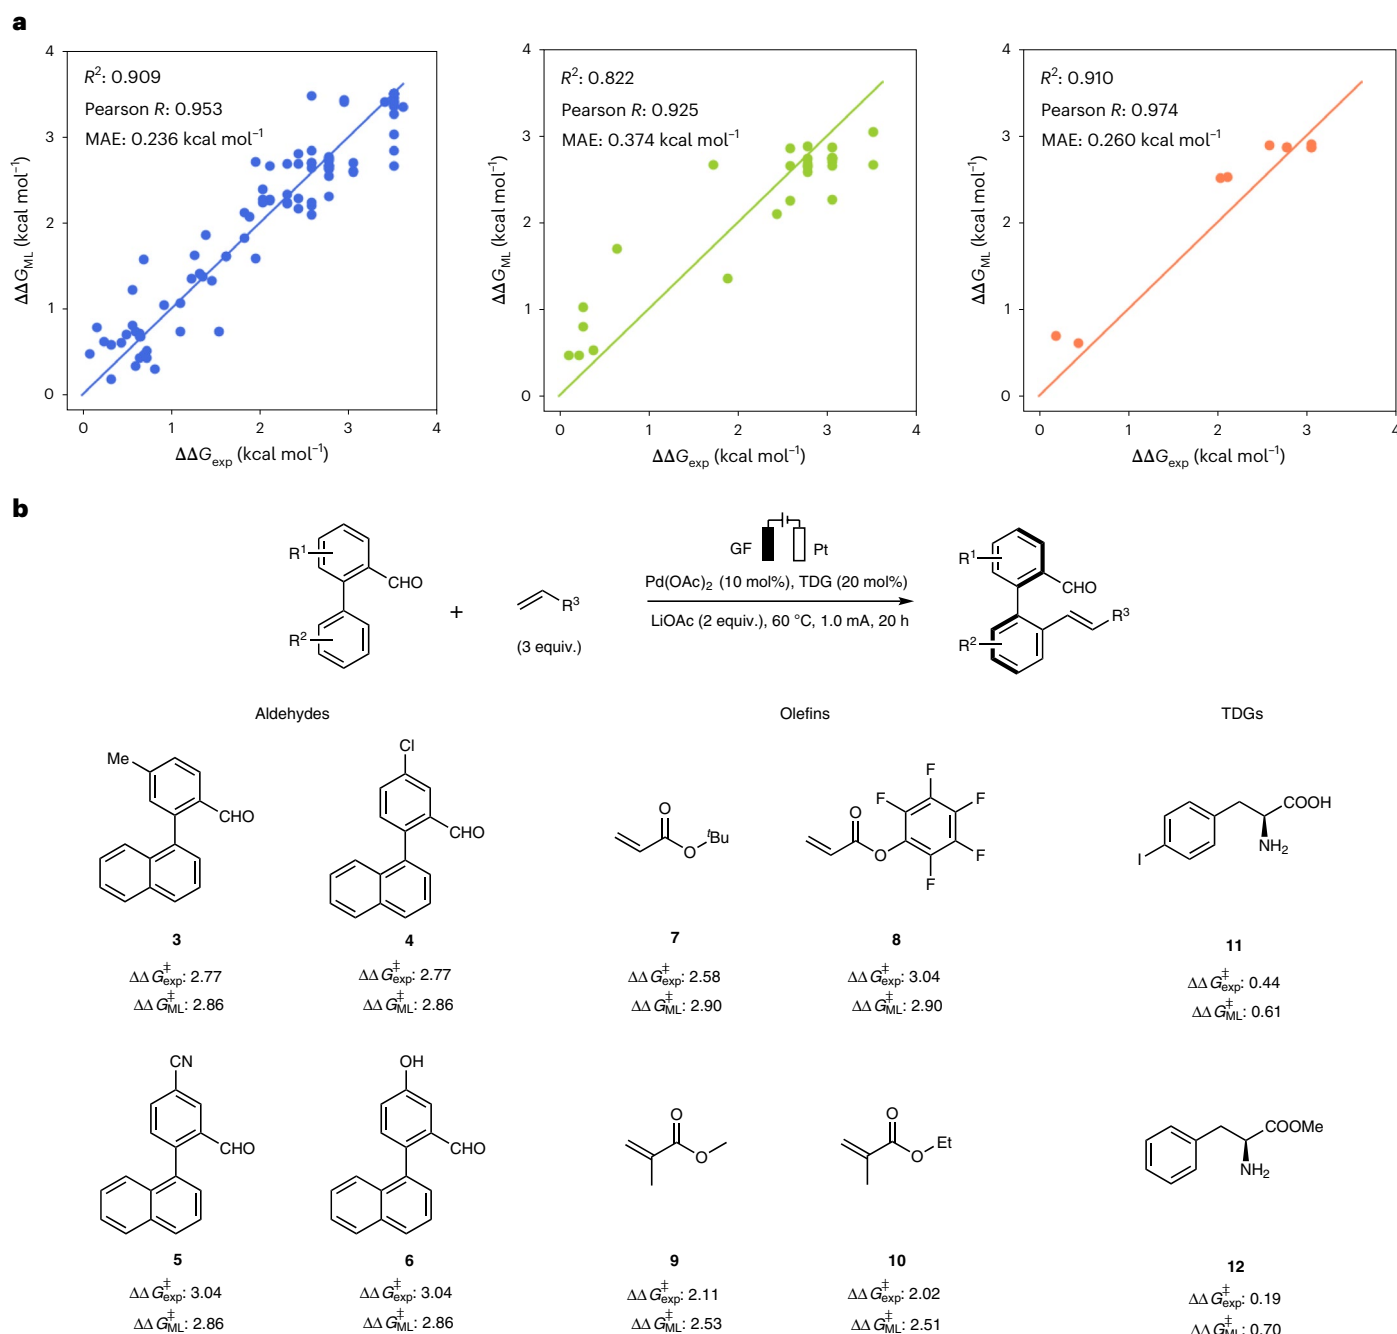 a
4
3
2
1
0
0
1
2
3
4
R²: 0.909
Pearson R: 0.953
MAE: 0.236 kcal mol⁻¹
ΔΔG_ML (kcal mol⁻¹)
ΔΔG_exp (kcal mol⁻¹)
4
3
2
1
0
0
1
2
3
4
R²: 0.822
Pearson R: 0.925
MAE: 0.374 kcal mol⁻¹
ΔΔG_ML (kcal mol⁻¹)
ΔΔG_exp (kcal mol⁻¹)
4
3
2
1
0
0
1
2
3
4
R²: 0.910
Pearson R: 0.974
MAE: 0.260 kcal mol⁻¹
ΔΔG_ML (kcal mol⁻¹)
ΔΔG_exp (kcal mol⁻¹)
b
R¹
CHO
R²
+
R³
(3 equiv.)
GF
Pt
Pd(OAc)₂ (10 mol%), TDG (20 mol%)
LiOAc (2 equiv.), 60 °C, 1.0 mA, 20 h
R¹
CHO
R³
R²
Aldehydes
Olefins
TDGs
Me
CHO
3
ΔΔG‡exp: 2.77
ΔΔG‡ML: 2.86
Cl
CHO
4
ΔΔG‡exp: 2.77
ΔΔG‡ML: 2.86
O
O
ᵗBu
7
ΔΔG‡exp: 2.58
ΔΔG‡ML: 2.90
O
O
F
F
F
F
F
8
ΔΔG‡exp: 3.04
ΔΔG‡ML: 2.90
I
COOH
NH₂
11
ΔΔG‡exp: 0.44
ΔΔG‡ML: 0.61
CN
CHO
5
ΔΔG‡exp: 3.04
ΔΔG‡ML: 2.86
OH
CHO
6
ΔΔG‡exp: 3.04
ΔΔG‡ML: 2.86
O
O
9
ΔΔG‡exp: 2.11
ΔΔG‡ML: 2.53
O
O
Et
10
ΔΔG‡exp: 2.02
ΔΔG‡ML: 2.51
COOMe
NH₂
12
ΔΔG‡exp: 0.19
ΔΔG‡ML: 0.70